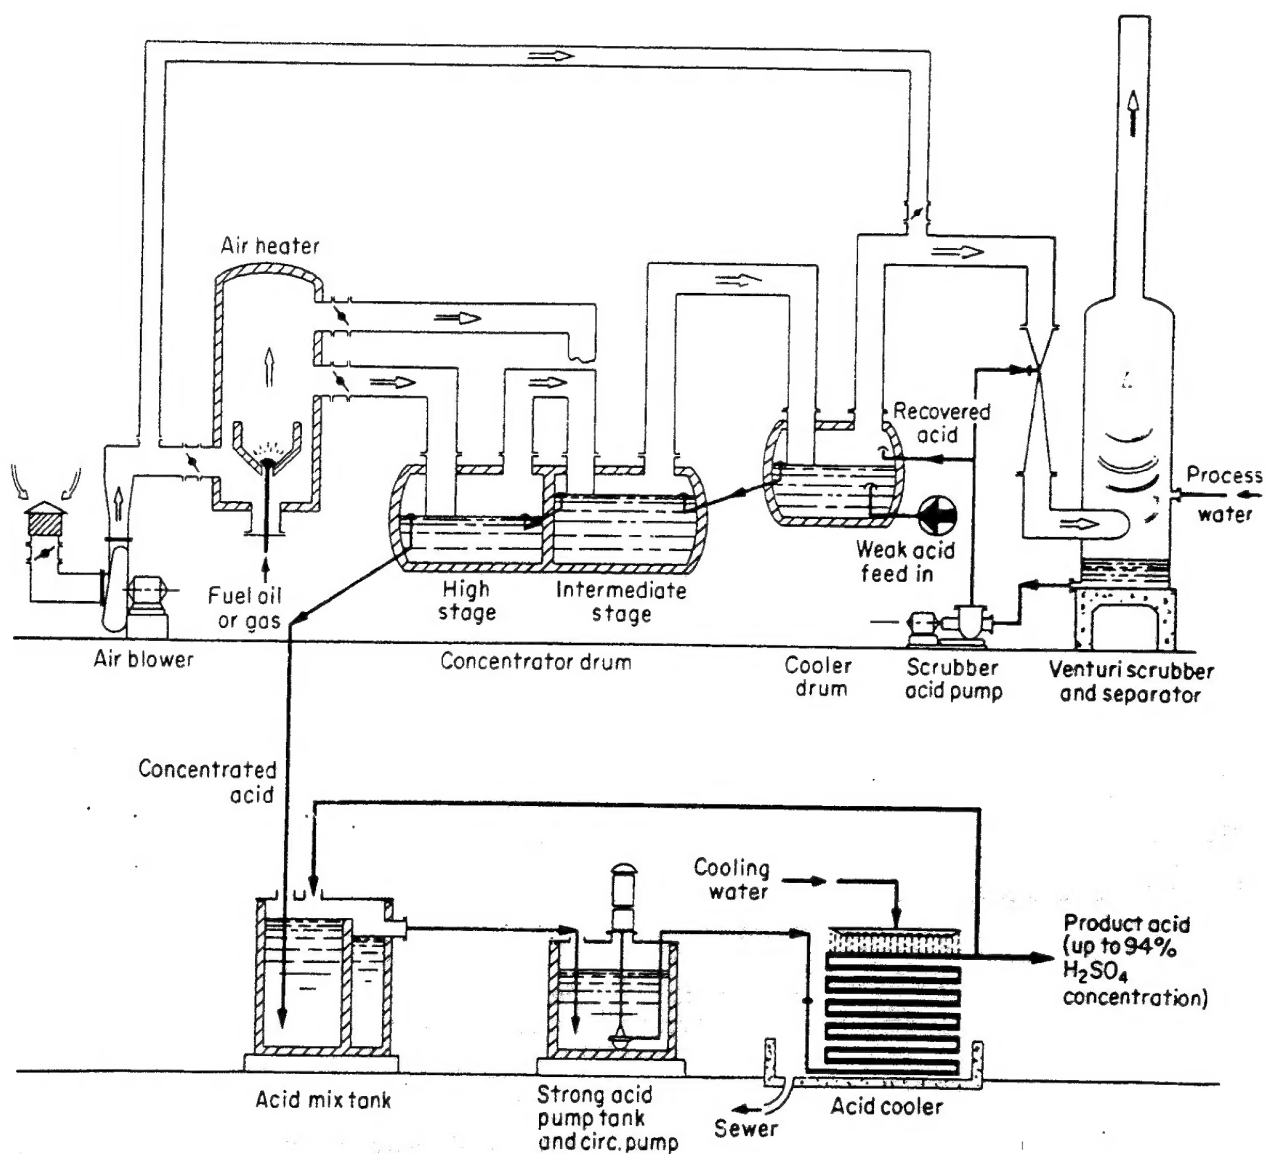 Air heater
Recovered
acid
Process
water
Weak acid
feed in
Fuel oil
or gas
High
stage
Intermediate
stage
Air blower
Concentrator drum
Cooler
drum
Scrubber
acid pump
Venturi scrubber
and separator
Concentrated
acid
Cooling
water
Product acid
(up to 94%
H₂SO₄
concentration)
Acid mix tank
Strong acid
pump tank
and circ. pump
Sewer
Acid cooler